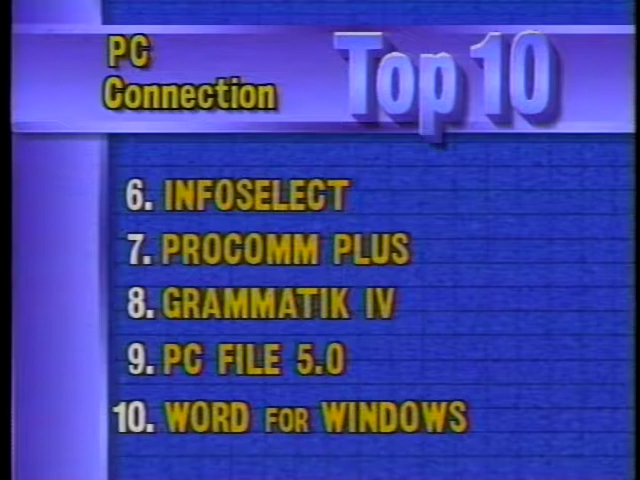 PC
Connection
Top 10
6. INFOSELECT
7. PROCOMM PLUS
8. GRAMMATIK IV
9. PC FILE 5.0
10. WORD FOR WINDOWS